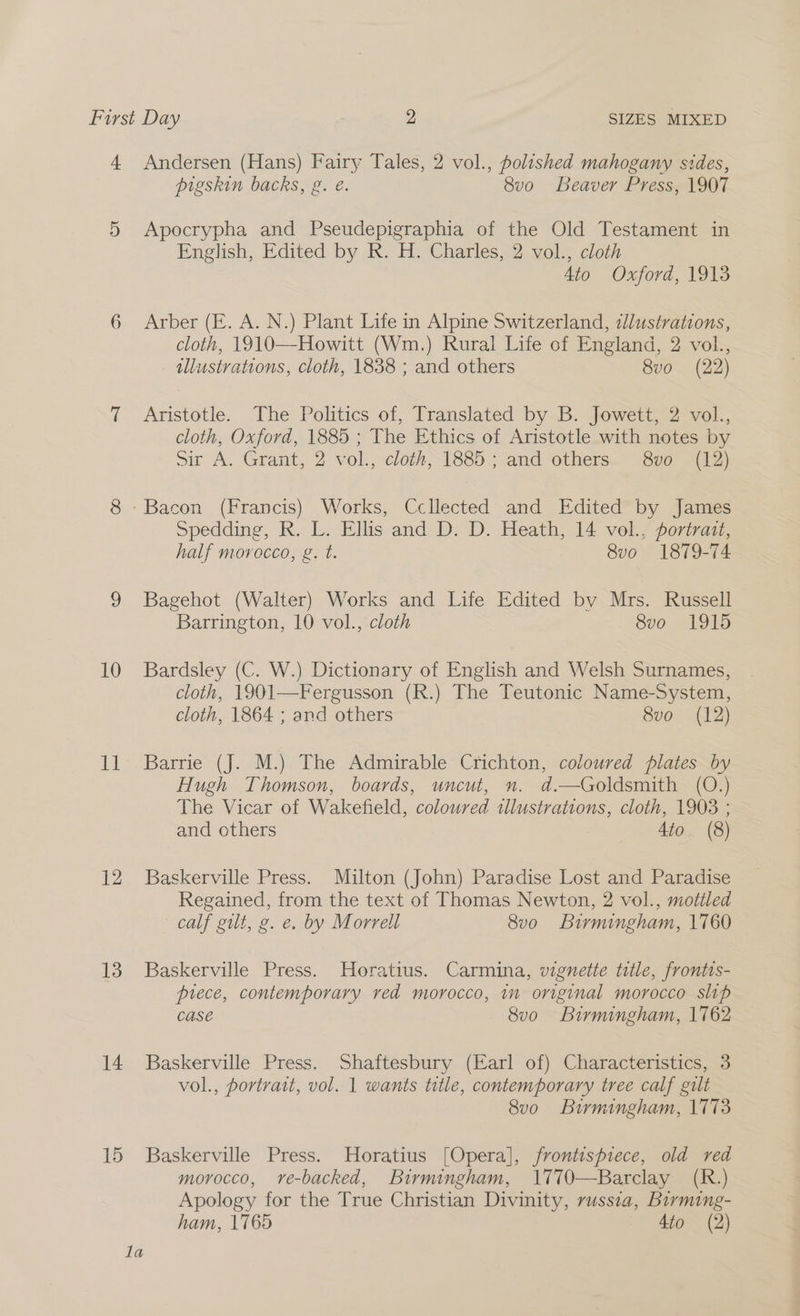 First Day 2 SIZES MIXED
4 Andersen (Hans) Fairy Tales, 2 vol., polished mahogany sides,
pigskin backs, g. e. 8vo Beaver Press, 1907
5 Apocrypha and Pseudepigraphia of the Old Testament in
English, Edited by R. H. Charles, 2 vol., cloth
4to Oxford, 1913
6 Arber (E. A. N.) Plant Life in Alpine Switzerland, illustrations,
cloth, 1910—Howitt (Wm.) Rural Life of England, 2 vol.,
illustrations, cloth, 1838 ; and others 8vo (22)
7 Aristotle. The Politics of, Translated by B. Jowett, 2 vol.,
cloth, Oxford, 1885 ; The Ethics of Aristotle with notes by
Sir A. Grant, 2 vol., cloth, 1885 ; and others 8vo (12)
8 Bacon (Francis) Works, Collected and Edited by James
Spedding, R. L. Ellis and D. D. Heath, 14 vol., portrait,
half morocco, g. t. 8vo 1879-74
9 Bagehot (Walter) Works and Life Edited by Mrs. Russell
Barrington, 10 vol., cloth 8vo 1915
10 Bardsley (C. W.) Dictionary of English and Welsh Surnames,
cloth, 1901—Fergusson (R.) The Teutonic Name-System,
cloth, 1864 ; and others 8vo (12)
11 Barrie (J. M.) The Admirable Crichton, coloured plates by
Hugh Thomson, boards, uncut, n. d.—Goldsmith (O.)
The Vicar of Wakefield, coloured illustrations, cloth, 1903 ;
and others 4to (8)
12 Baskerville Press. Milton (John) Paradise Lost and Paradise
Regained, from the text of Thomas Newton, 2 vol., mottled
calf gilt, g. e. by Morrell 8vo Birmingham, 1760
13 Baskerville Press. Horatius. Carmina, vignette title, frontis-
piece, contemporary red morocco, in original morocco slip
case 8vo Birmingham, 1762
14 Baskerville Press. Shaftesbury (Earl of) Characteristics, 3
vol., portrait, vol. 1 wants title, contemporary tree calf gilt
8vo Birmingham, 1773
15 Baskerville Press. Horatius [Opera], frontispiece, old red
morocco, re-backed, Birmingham, 1770—Barclay (R.)
Apology for the True Christian Divinity, russia, Birming-
ham, 1765 4to (2)
1a